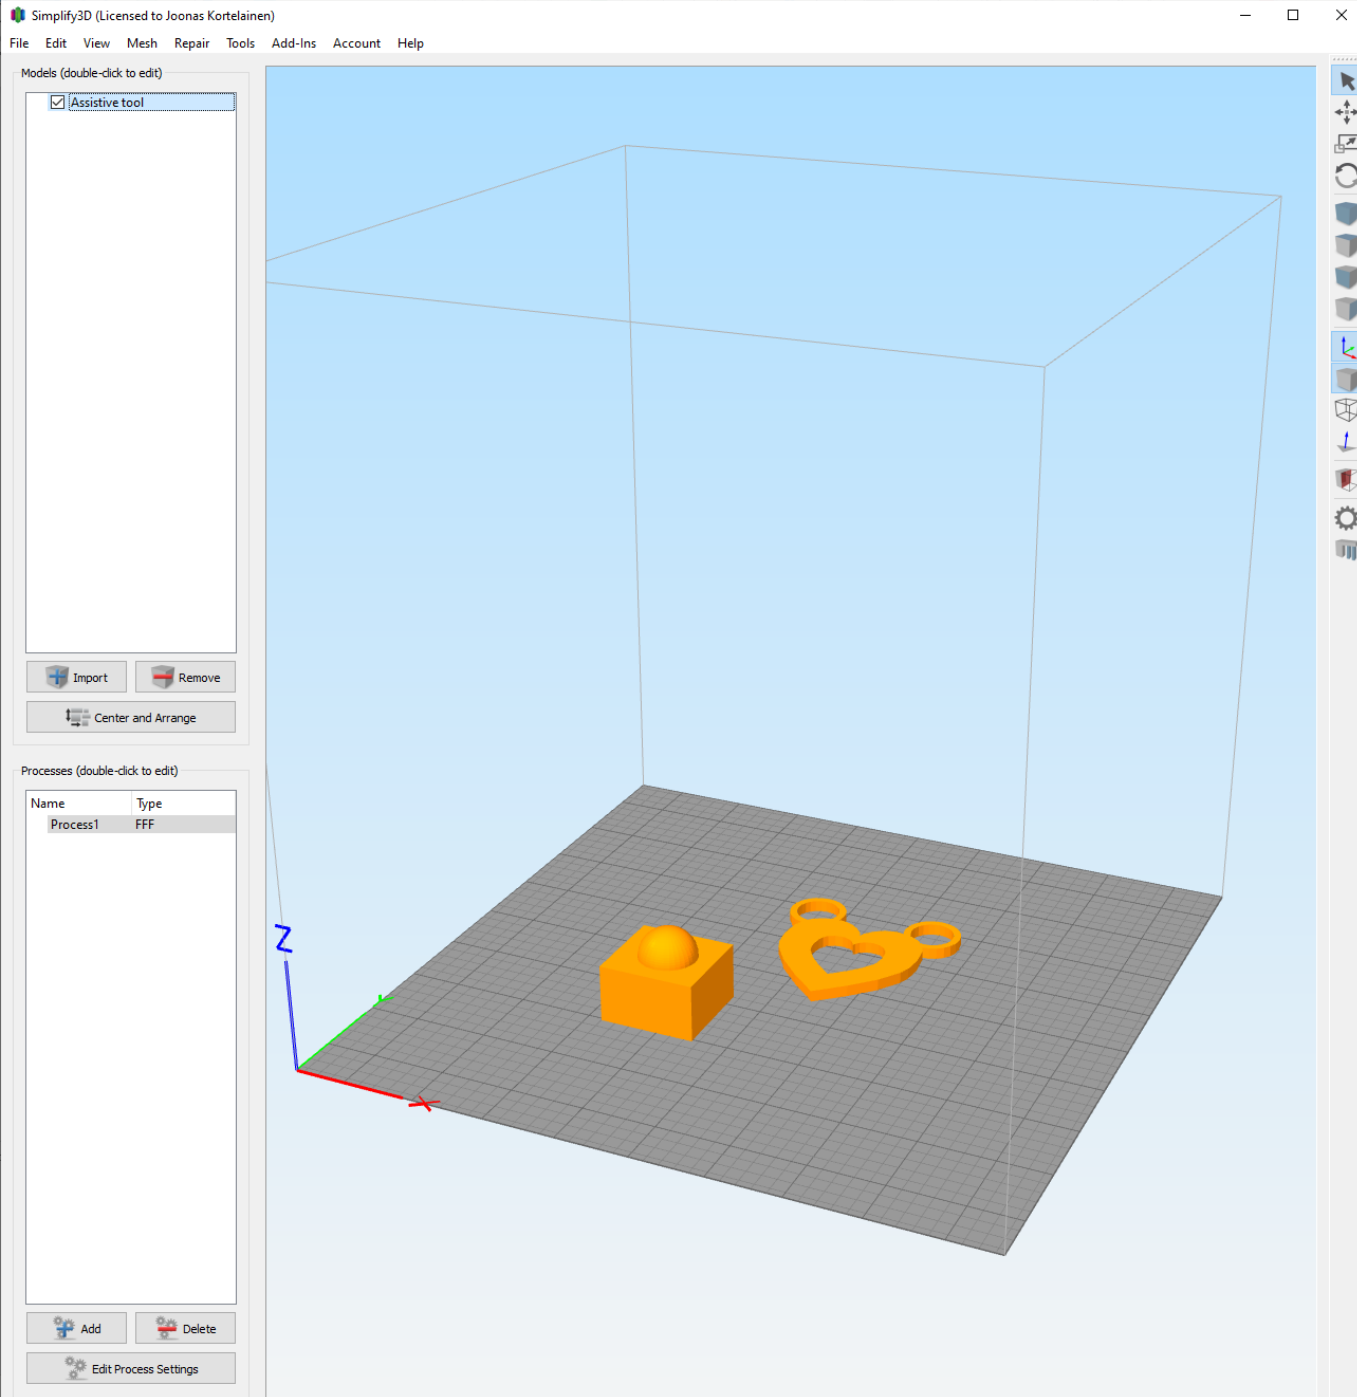 Simplify3D (Licensed to Joonas Kortelainen)
File Edit View Mesh Repair Tools Add-Ins Account Help
Models (double-click to edit)
Assistive tool
Import Remove
Center and Arrange
Processes (double-click to edit)
Name Type
Process1 FFF
Z
Y
X
Add Delete
Edit Process Settings